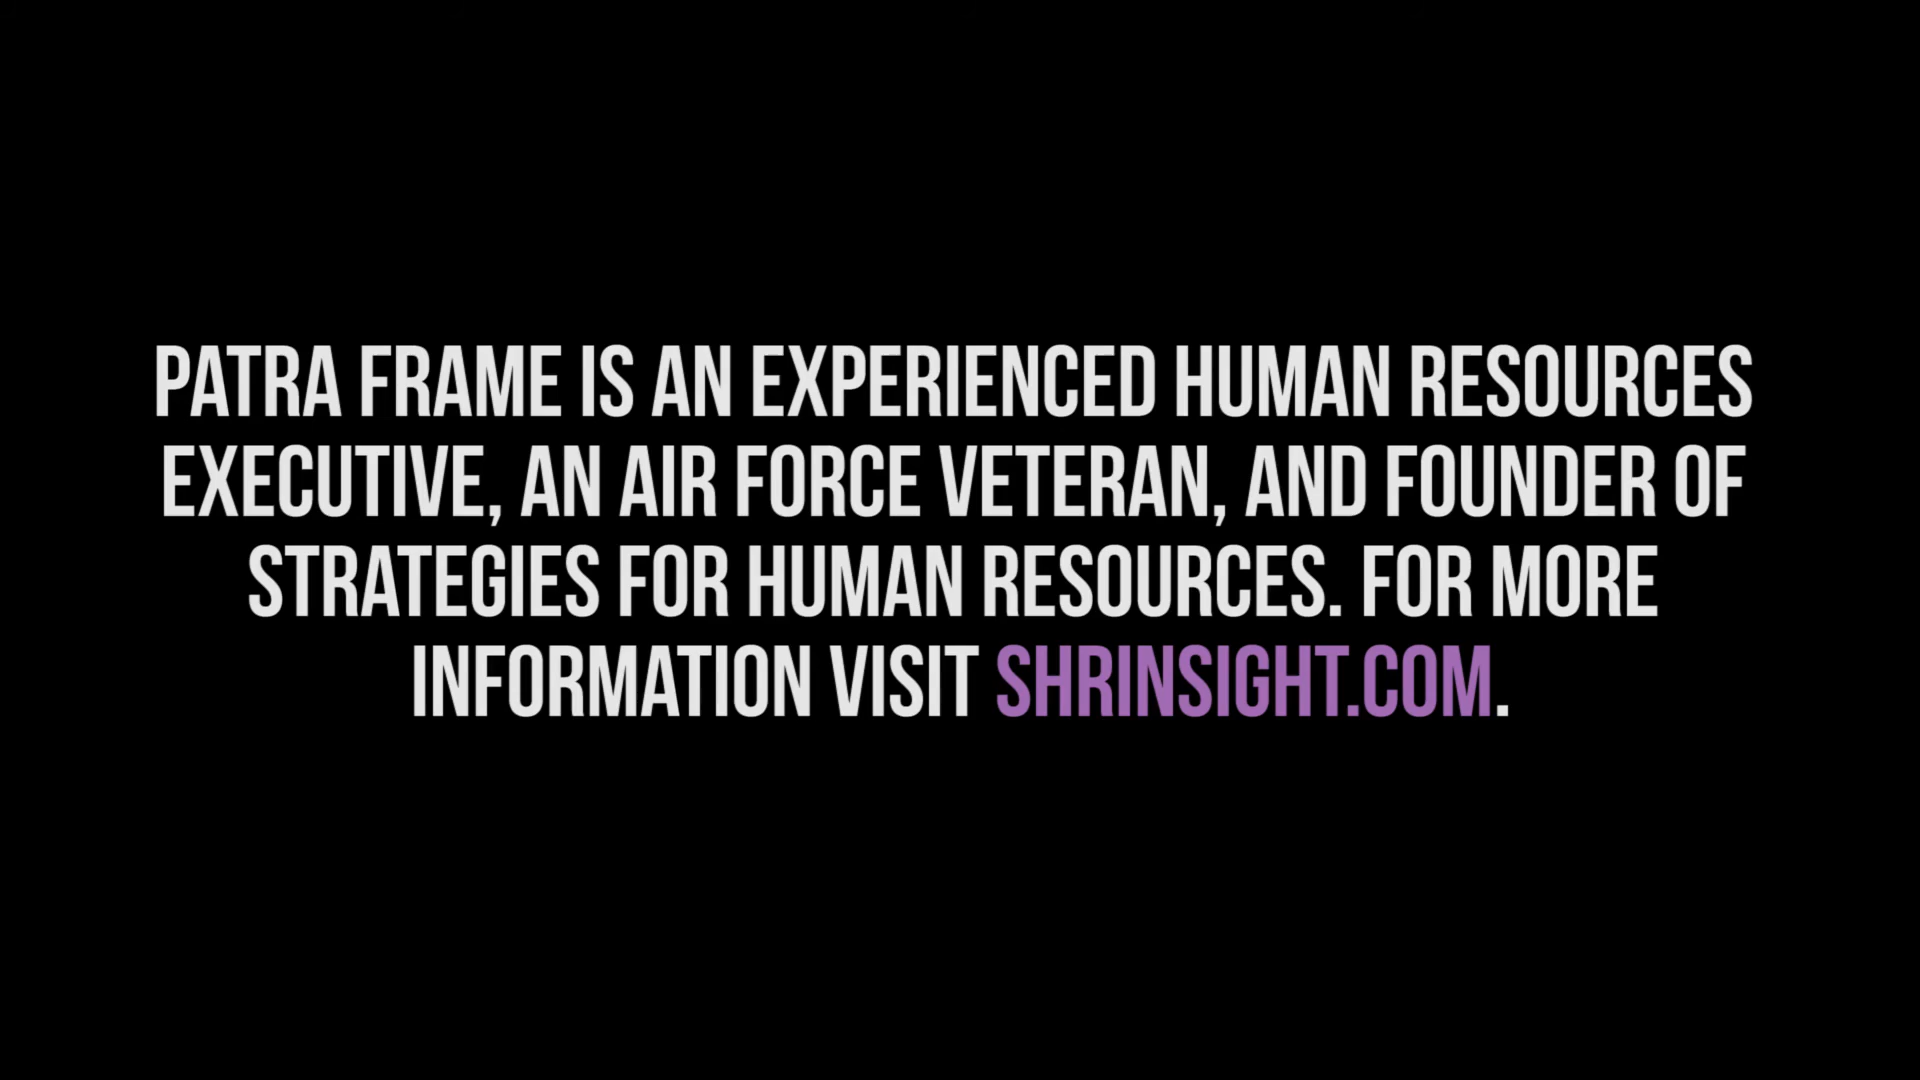 PATRA FRAME IS AN EXPERIENCED HUMAN RESOURCES
EXECUTIVE, AN AIR FORCE VETERAN, AND FOUNDER OF
STRATEGIES FOR HUMAN RESOURCES. FOR MORE
INFORMATION VISIT SHRINSIGHT.COM.